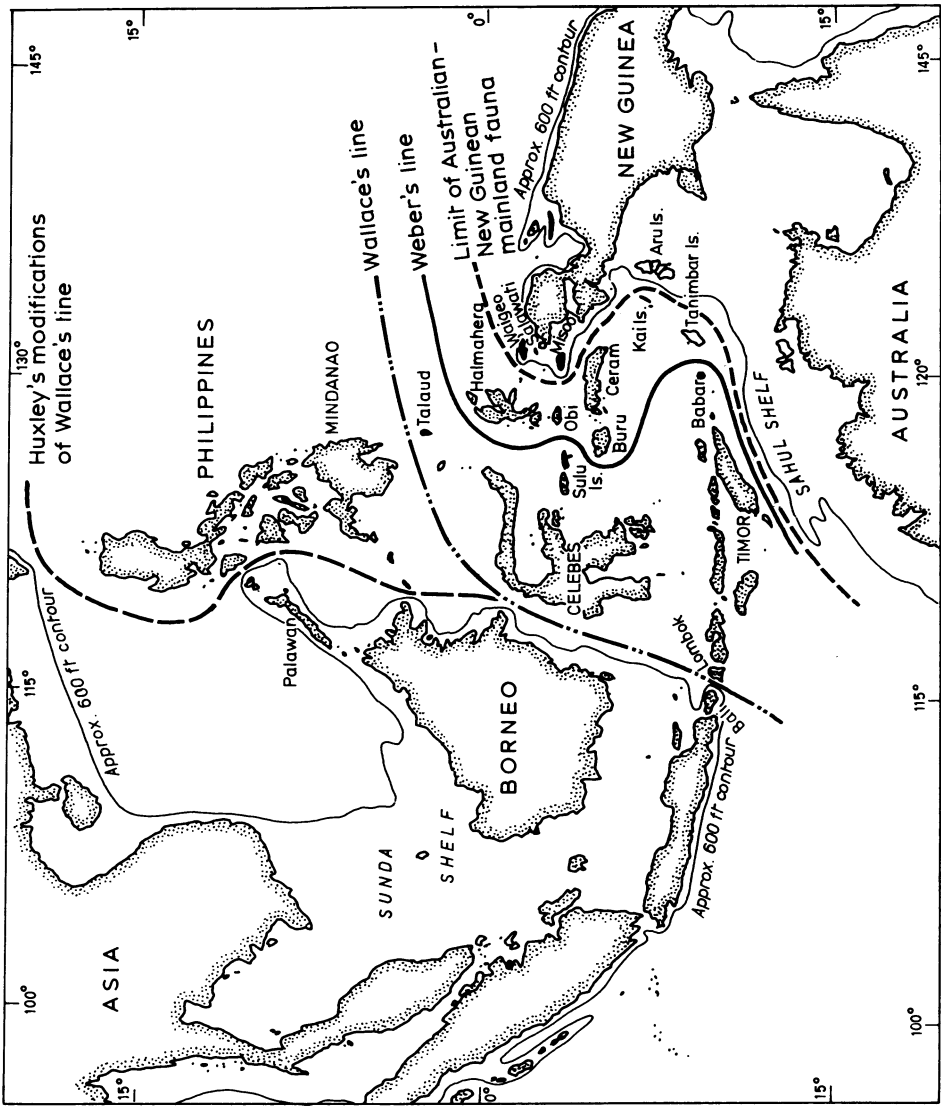 100°
115°
130°
145°
Huxley's modifications
of Wallace's line
15°
15°
ASIA
Approx. 600 ft contour
PHILIPPINES
Palawan
MINDANAO
Wallace's line
Weber's line
SUNDA
SHELF
Talaud
Limit of Australian-
New Guinean
mainland fauna
0°
0°
BORNEO
CELEBES
Halmahera
Waigeo
Salawati
Misool
Approx. 600 ft contour
Sulu
Is.
Obi
Buru
Ceram
NEW GUINEA
Kai Is.
Aru Is.
Tanimbar Is.
Babar
Lombok
Bali
TIMOR
Approx. 600 ft contour
SAHUL SHELF
15°
15°
AUSTRALIA
100°
115°
120°
145°